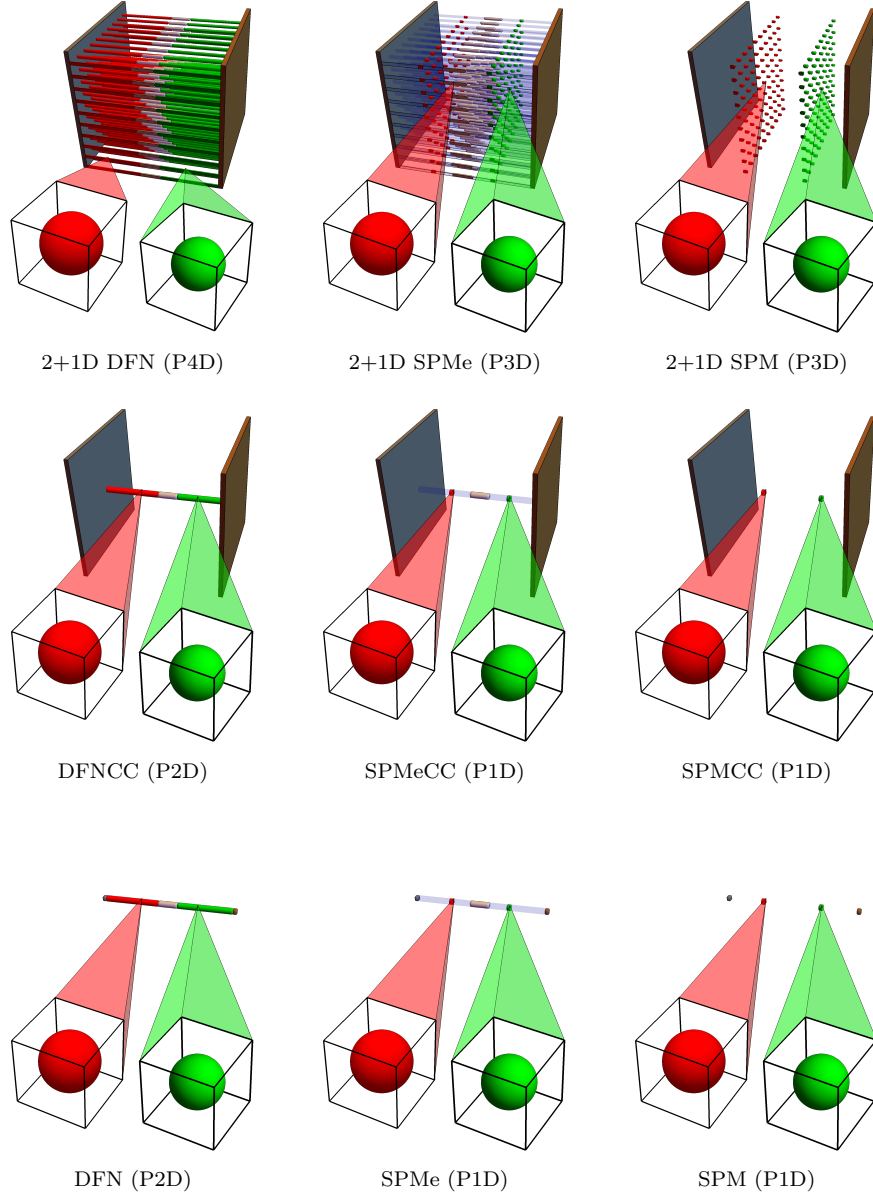 2+1D DFN (P4D)
2+1D SPMe (P3D)
2+1D SPM (P3D)
DFNCC (P2D)
SPMeCC (P1D)
SPMCC (P1D)
DFN (P2D)
SPMe (P1D)
SPM (P1D)